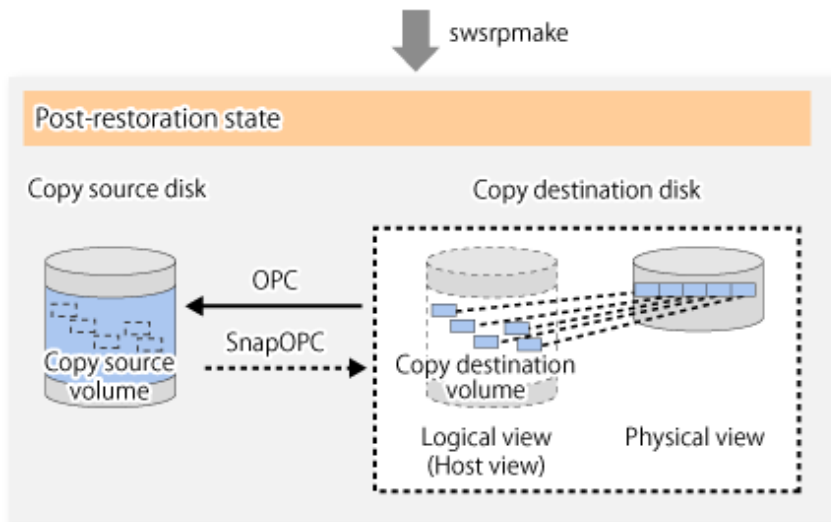 swsrpmake
Post-restoration state
Copy source disk
Copy destination disk
OPC
SnapOPC
Copy source
volume
Copy destination
volume
Logical view
(Host view)
Physical view